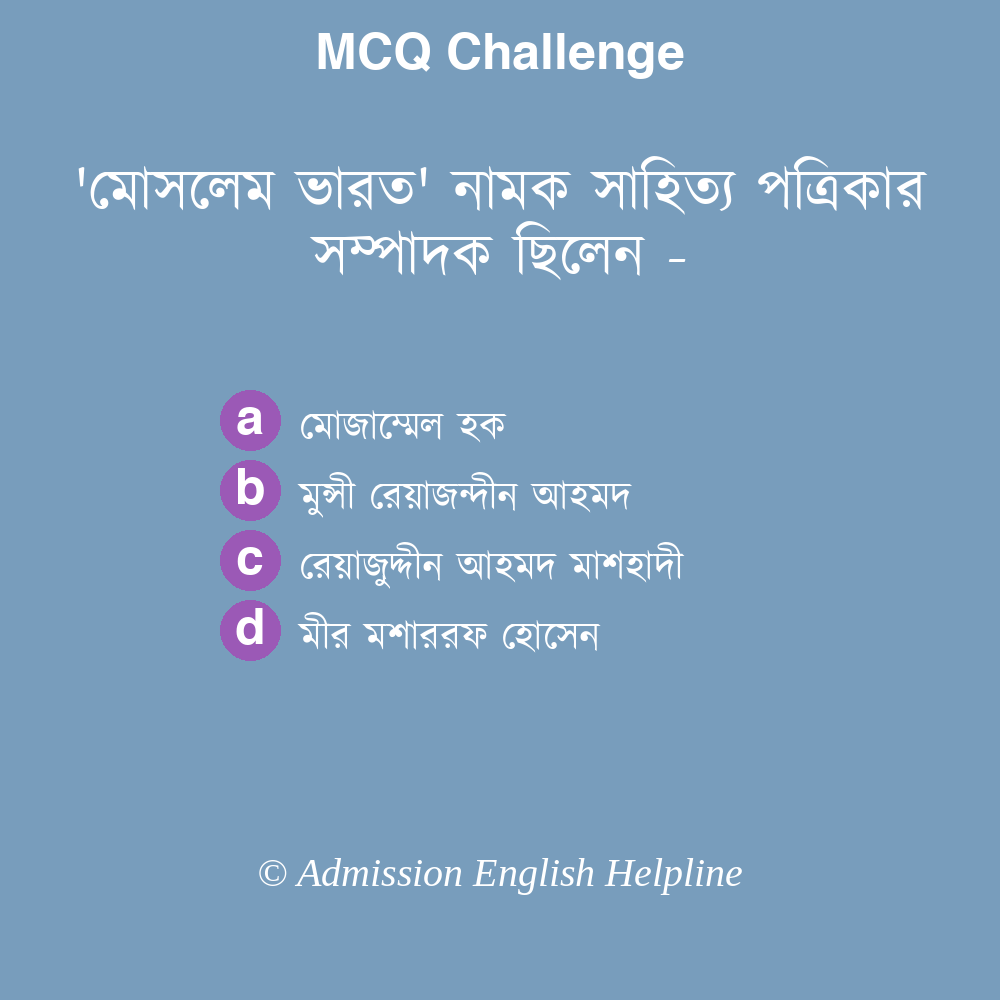 MCQ Challenge
'মোসলেম ভারত' নামক সাহিত্য পত্রিকার
সম্পাদক ছিলেন -
a মোজাম্মেল হক
b মুন্সী রেয়াজন্দীন আহমদ
c রেয়াজুদ্দীন আহমদ মাশহাদী
d মীর মশাররফ হোসেন
© Admission English Helpline